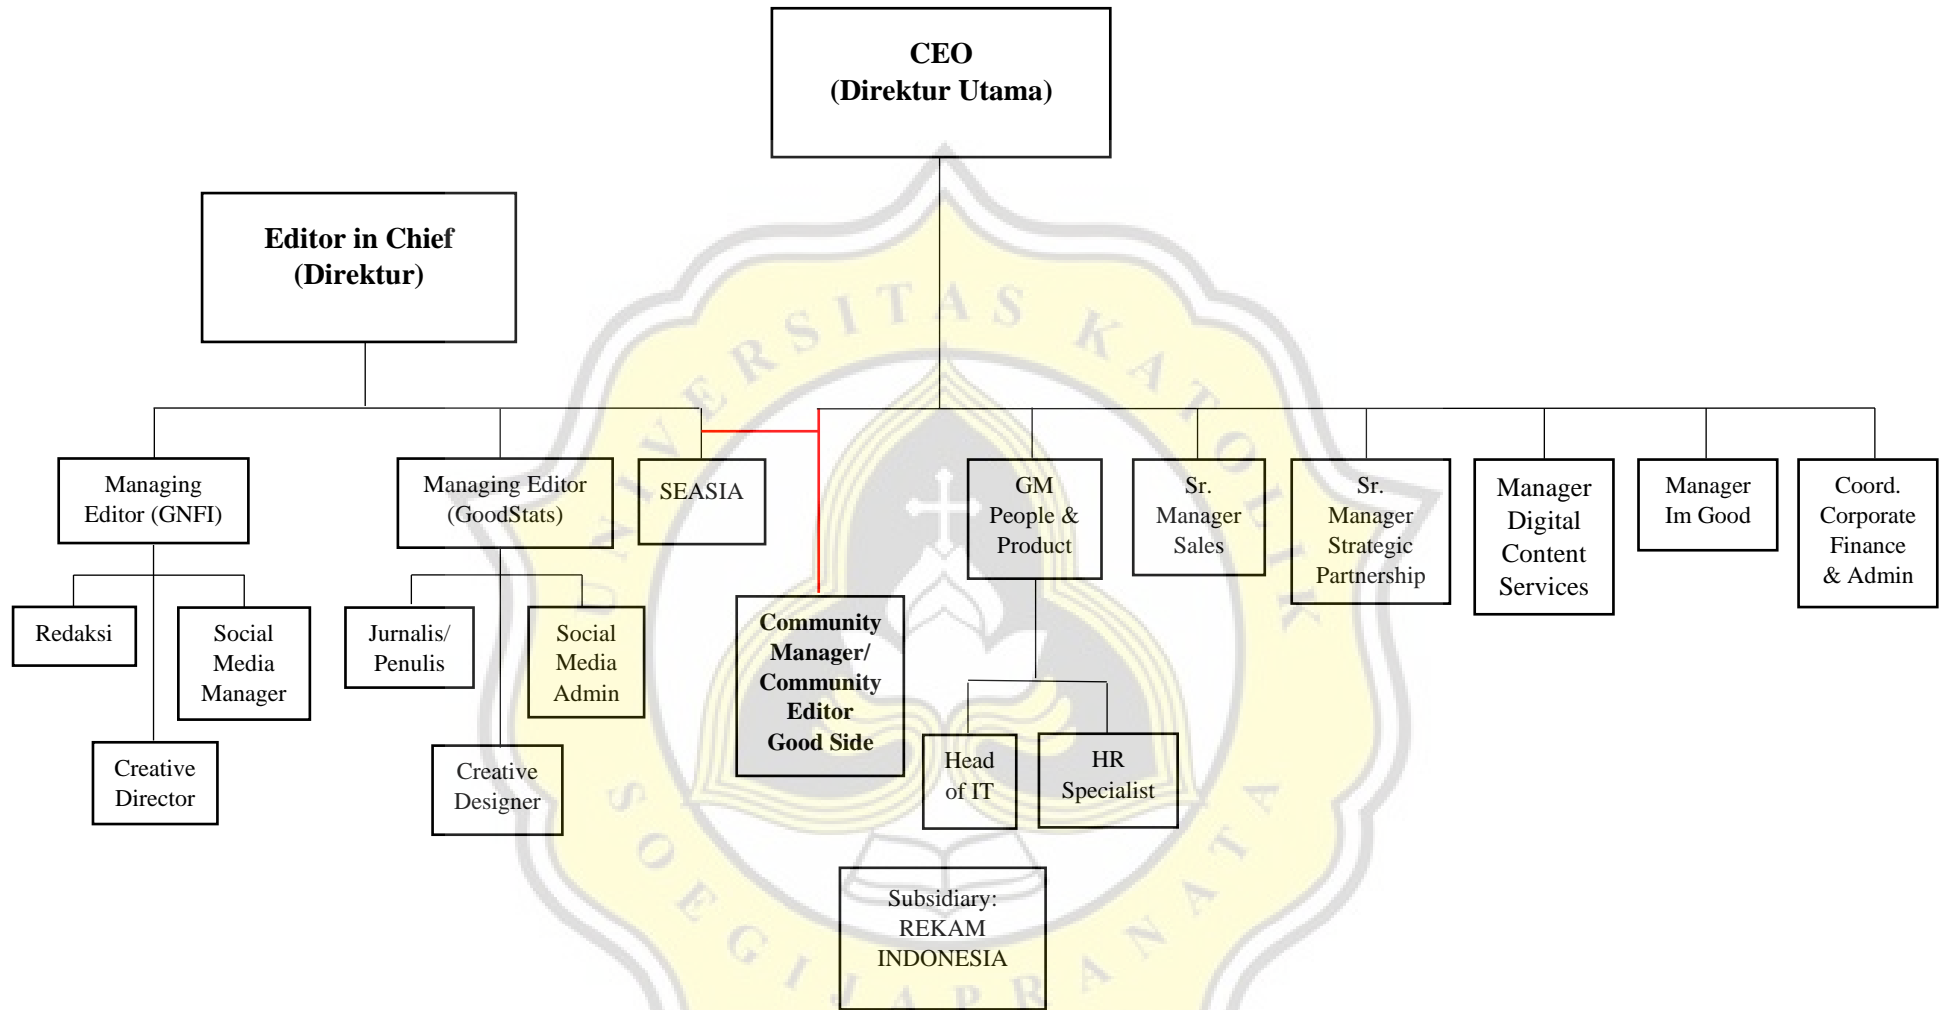 CEO
(Direktur Utama)
Editor in Chief
(Direktur)
Managing
Editor (GNFI)
Managing Editor
(GoodStats)
SEASIA
GM
People &
Product
Sr.
Manager
Sales
Sr.
Manager
Strategic
Partnership
Manager
Digital
Content
Services
Manager
Im Good
Coord.
Corporate
Finance
& Admin
Redaksi
Social
Media
Manager
Jurnalis/
Penulis
Social
Media
Admin
Community
Manager/
Community
Editor
Good Side
Creative
Director
Creative
Designer
Head
of IT
HR
Specialist
Subsidiary:
REKAM
INDONESIA
UNIVERSITAS KATOLIK
SOEGIJAPRANATA